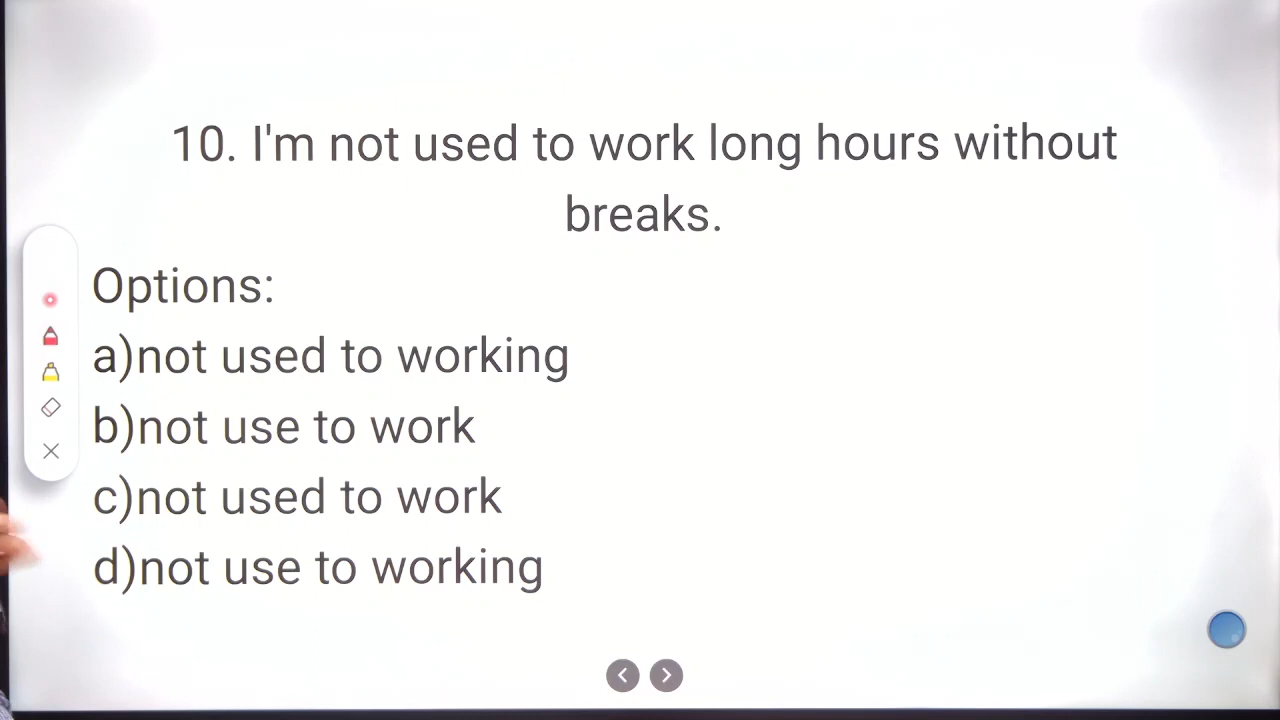 10. I'm not used to work long hours without
breaks.
Options:
a)not used to working
b)not use to work
c)not used to work
d)not use to working